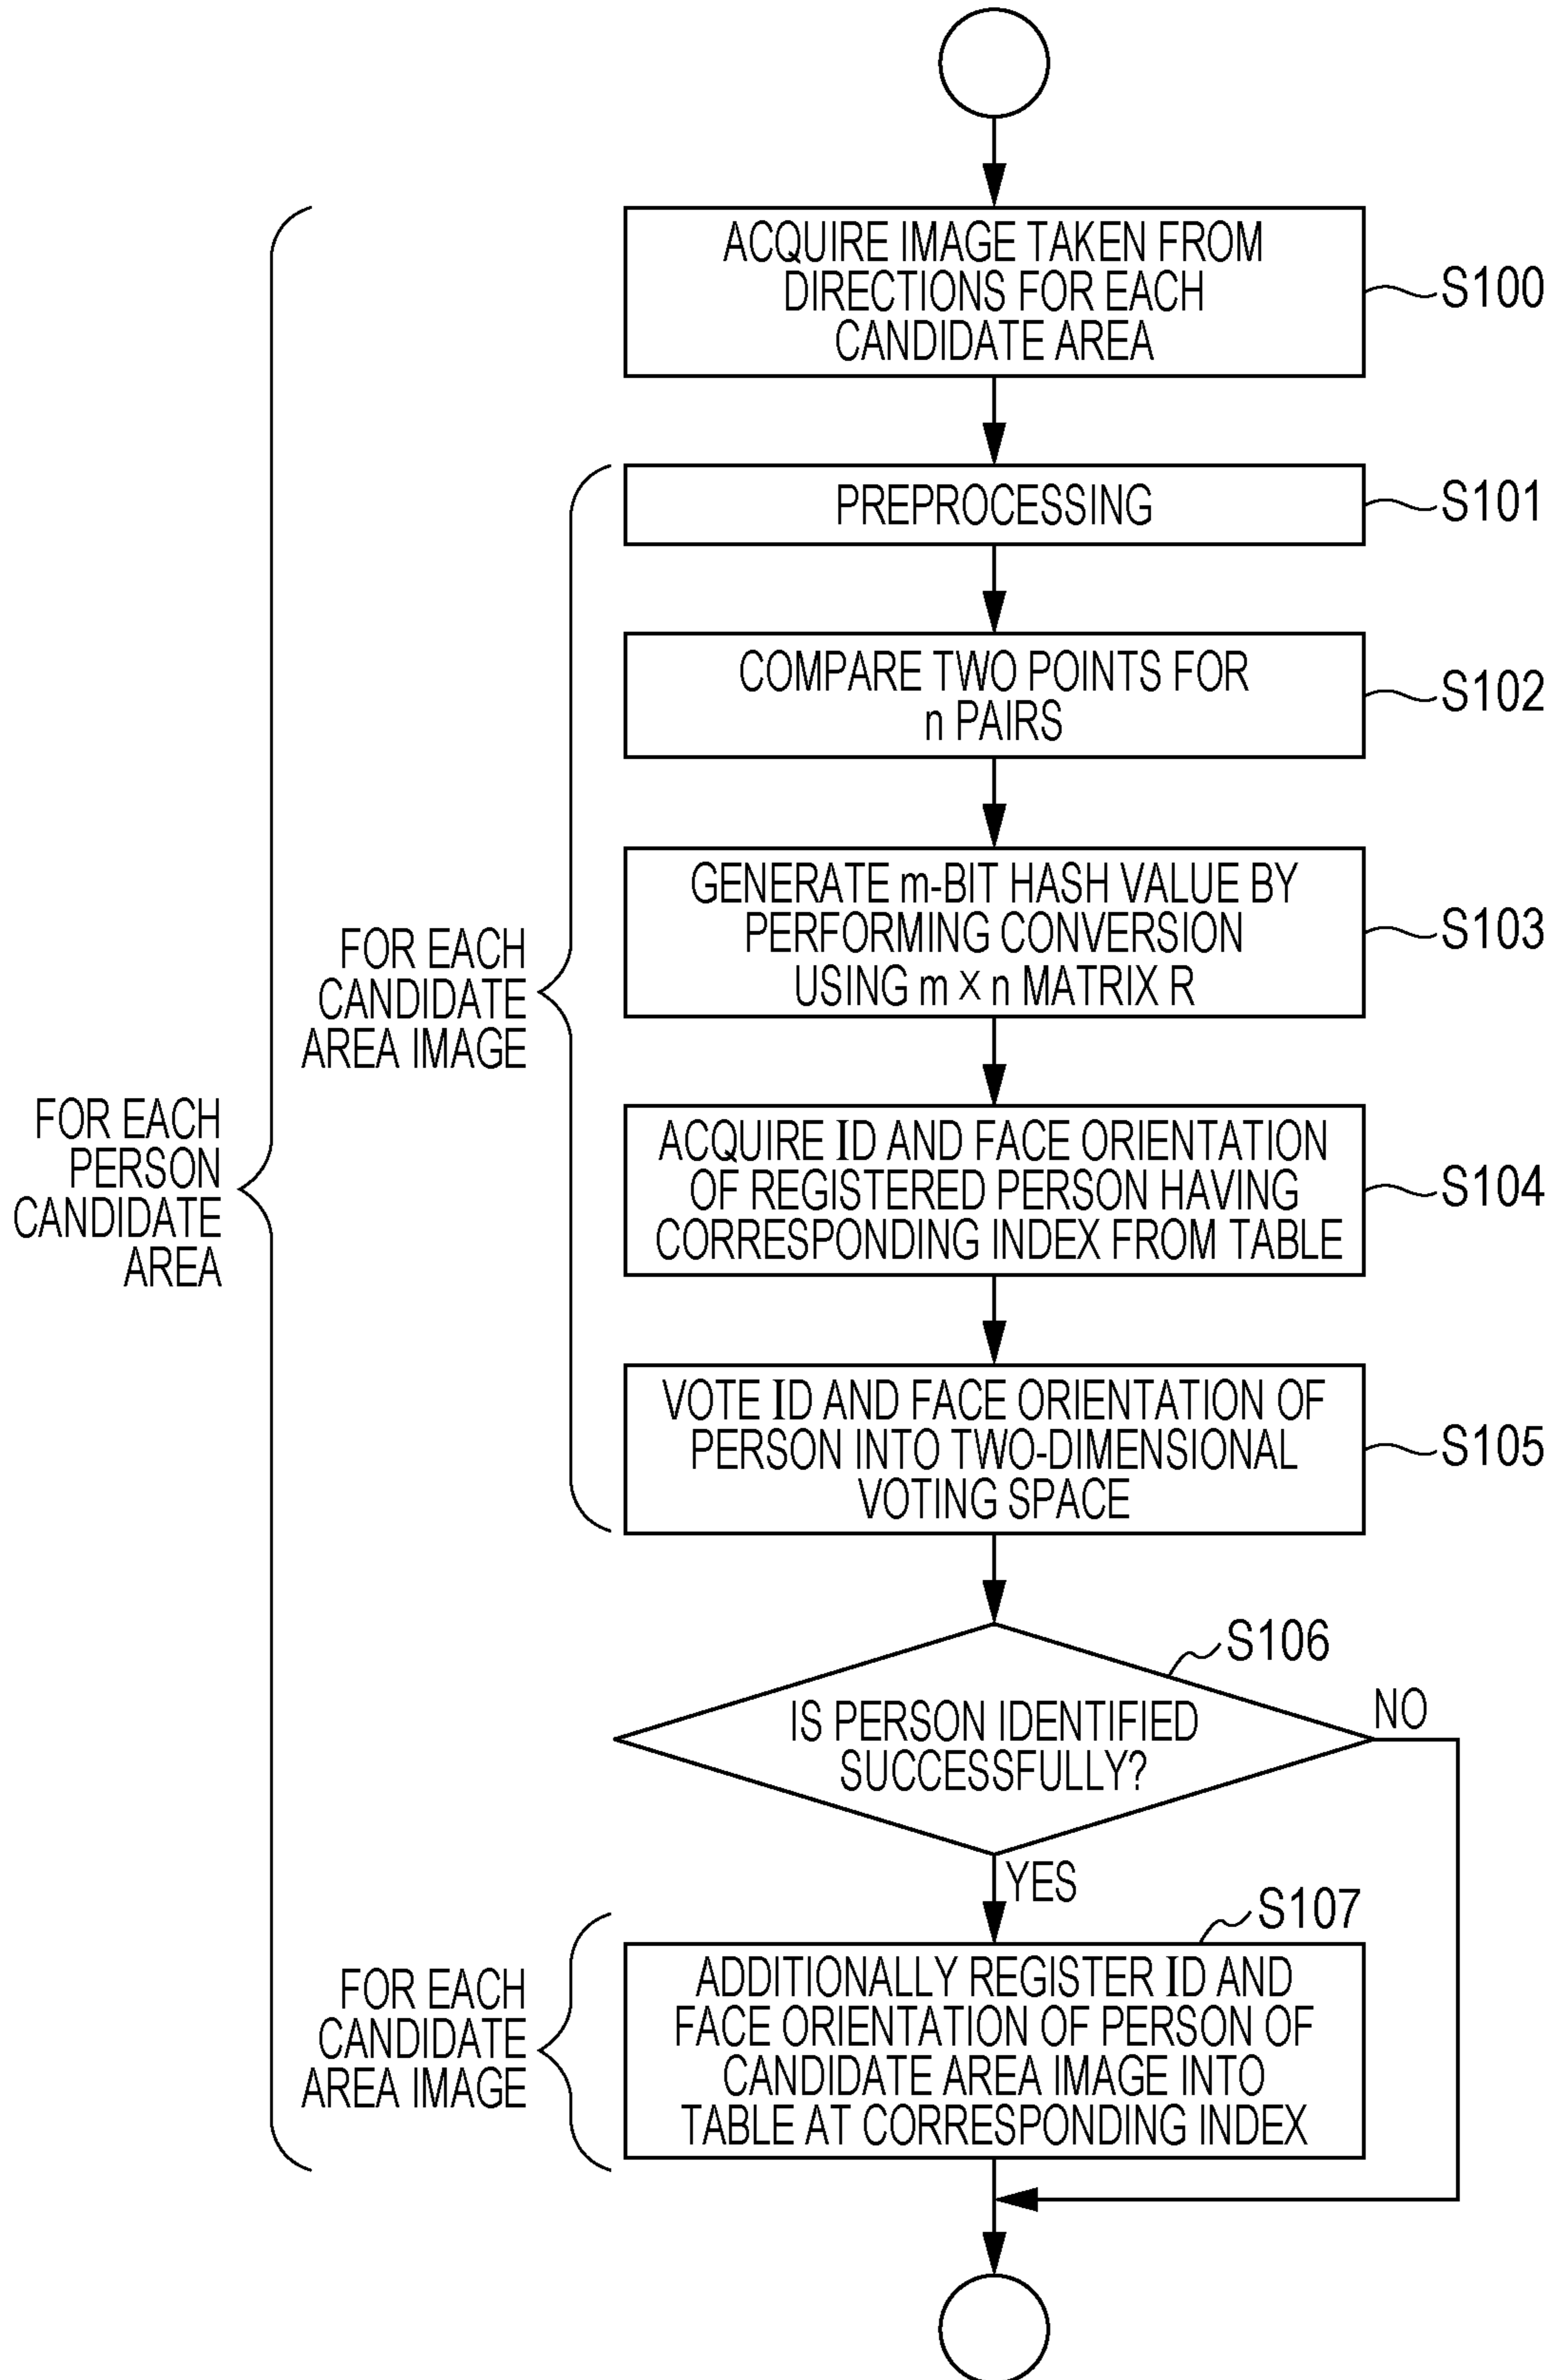 ACQUIRE IMAGE TAKEN FROM
DIRECTIONS FOR EACH
CANDIDATE AREA
S100
PREPROCESSING
S101
COMPARE TWO POINTS FOR
n PAIRS
S102
GENERATE m-BIT HASH VALUE BY
PERFORMING CONVERSION
USING m × n MATRIX R
S103
FOR EACH
CANDIDATE
AREA IMAGE
FOR EACH
PERSON
CANDIDATE
AREA
ACQUIRE ID AND FACE ORIENTATION
OF REGISTERED PERSON HAVING
CORRESPONDING INDEX FROM TABLE
S104
VOTE ID AND FACE ORIENTATION OF
PERSON INTO TWO-DIMENSIONAL
VOTING SPACE
S105
S106
IS PERSON IDENTIFIED
SUCCESSFULLY?
NO
YES
S107
FOR EACH
CANDIDATE
AREA IMAGE
ADDITIONALLY REGISTER ID AND
FACE ORIENTATION OF PERSON OF
CANDIDATE AREA IMAGE INTO
TABLE AT CORRESPONDING INDEX